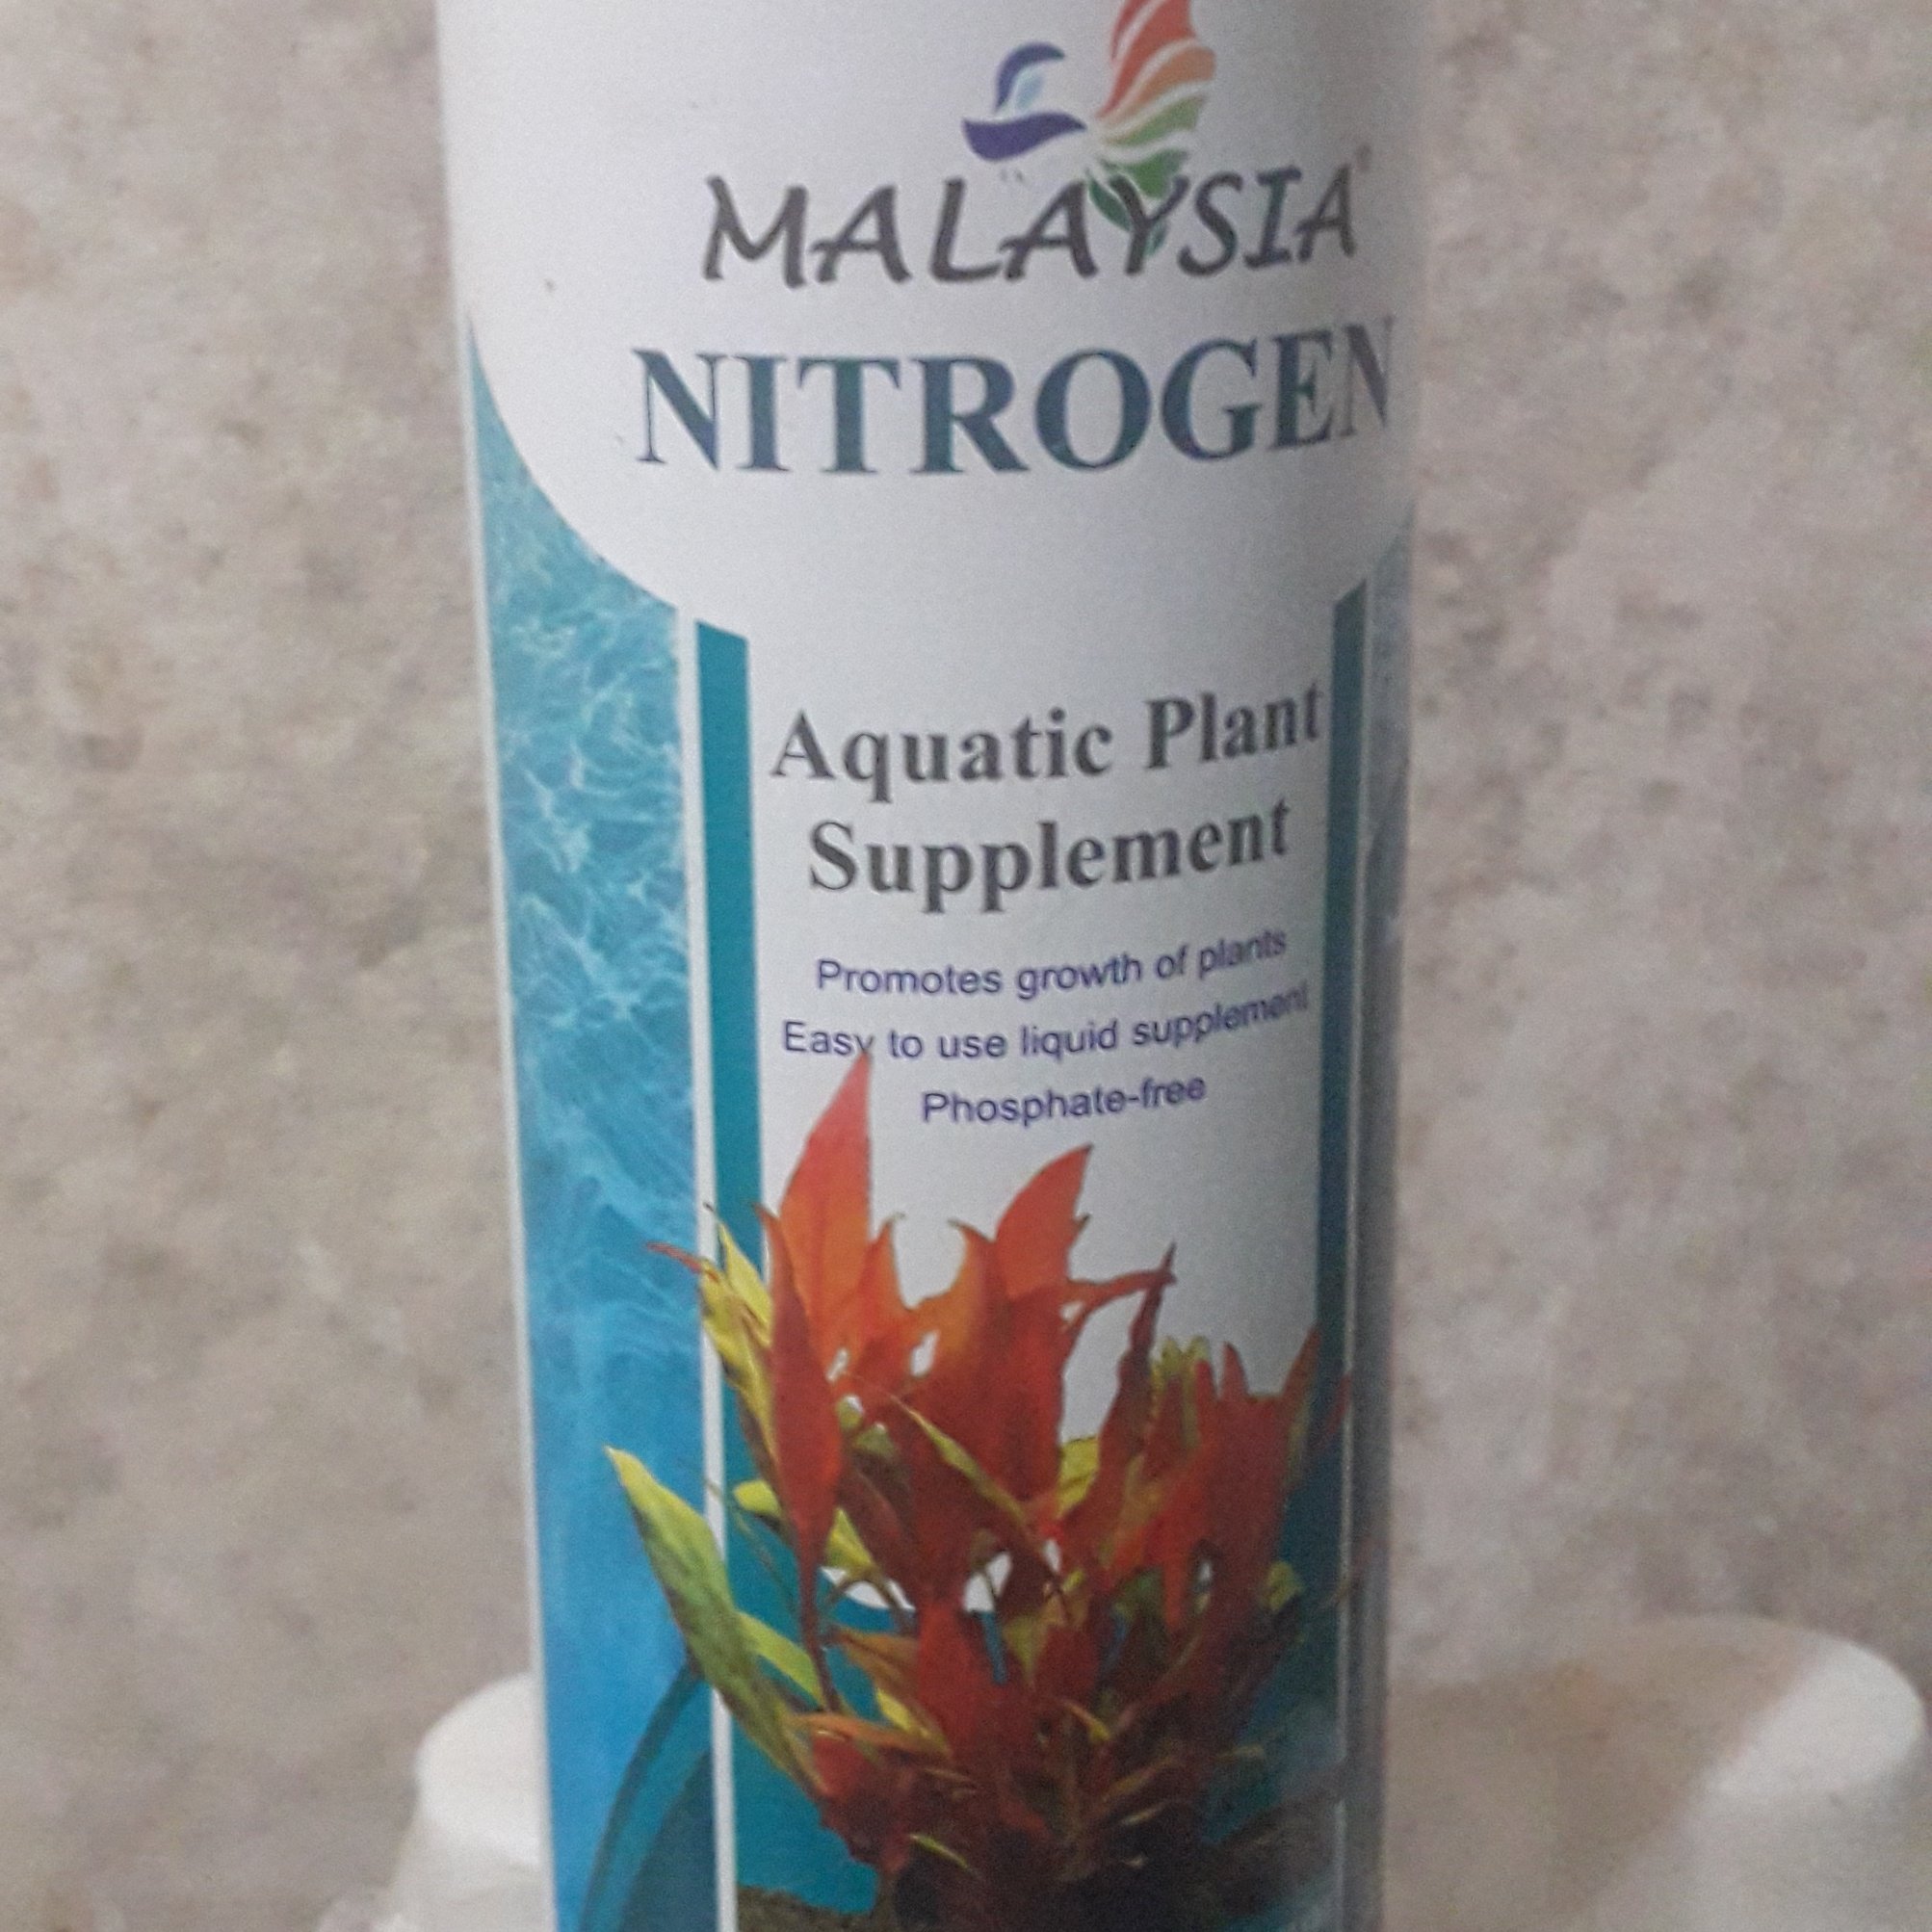 MALAYSIA
NITROGEN
Aquatic Plant
Supplement
Promotes growth of plants
Easy to use liquid supplement
Phosphate-free